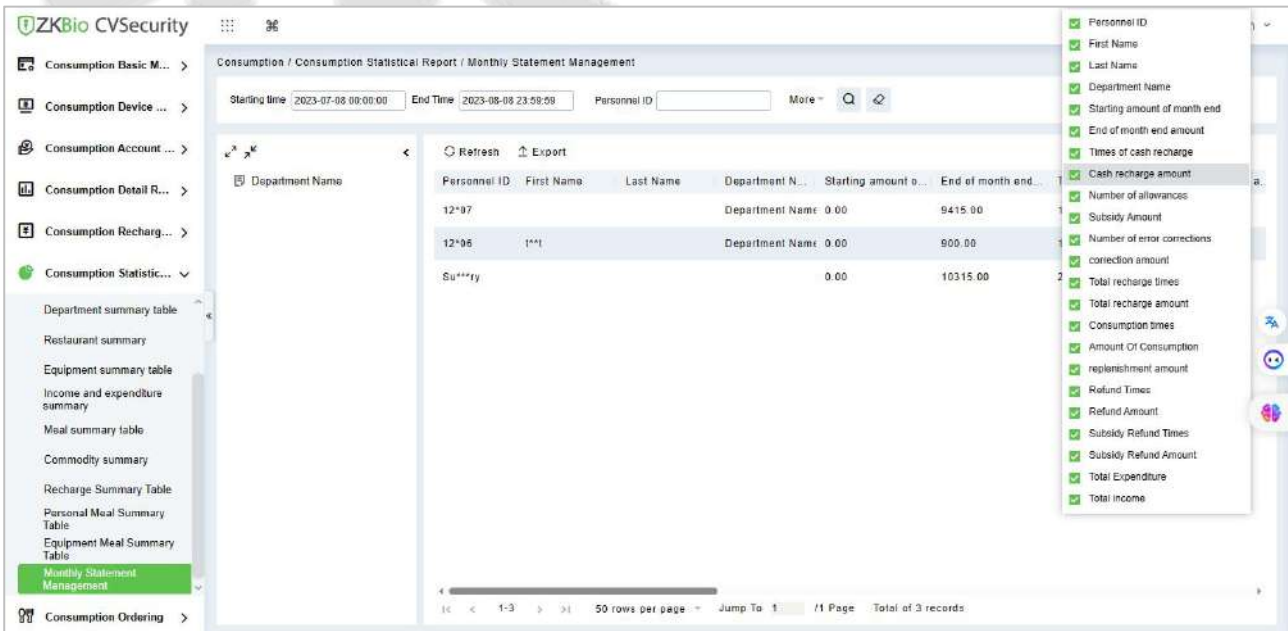 ZKBio CVSecurity
Consumption Basic M...
Consumption Device ...
Consumption Account ...
Consumption Detail R...
Consumption Recharg...
Consumption Statistic...
Department summary table
Restaurant summary
Equipment summary table
Income and expenditure
summary
Meal summary table
Commodity summary
Recharge Summary Table
Personal Meal Summary
Table
Equipment Meal Summary
Table
Monthly Statement
Management
Consumption Ordering
Consumption / Consumption Statistical Report / Monthly Statement Management
Starting time 2023-07-08 00:00:00 End Time 2023-08-08 23:59:59 Personnel ID More
Department Name
Refresh Export
Personnel ID First Name Last Name Department N... Starting amount o... End of month end...
12*07 Department Name 0.00 9415.00
12*06 t**t Department Name 0.00 900.00
Su***ry 0.00 10315.00
1-3 50 rows per page Jump To 1 /1 Page Total of 3 records
Personnel ID
First Name
Last Name
Department Name
Starting amount of month end
End of month end amount
Times of cash recharge
Cash recharge amount
Number of allowances
Subsidy Amount
Number of error corrections
correction amount
Total recharge times
Total recharge amount
Consumption times
Amount Of Consumption
replenishment amount
Refund Times
Refund Amount
Subsidy Refund Times
Subsidy Refund Amount
Total Expenditure
Total income